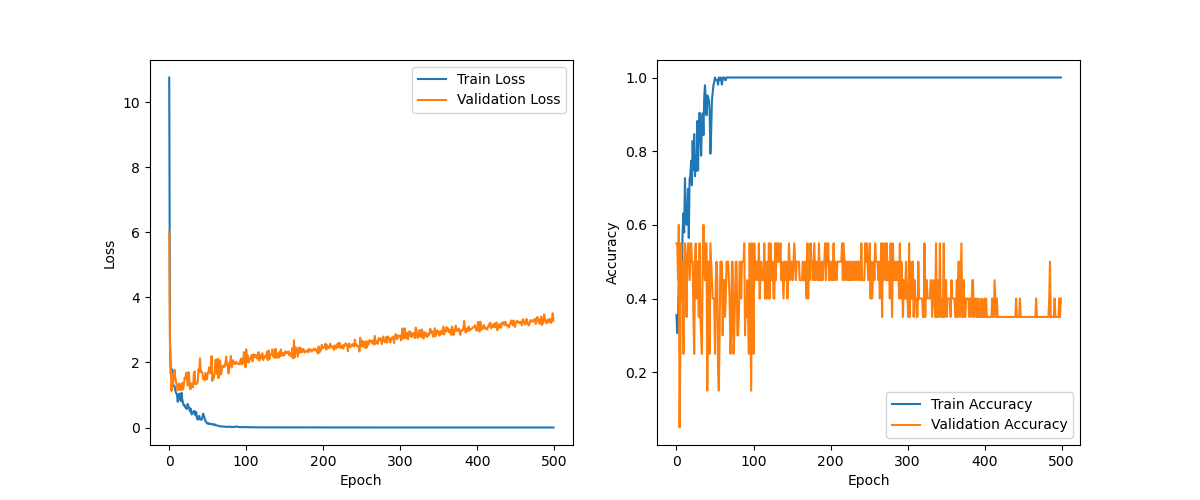 Train Loss
Validation Loss
10
8
6
4
2
0
Loss
0 100 200 300 400 500
Epoch
1.0
0.8
0.6
0.4
0.2
Accuracy
Train Accuracy
Validation Accuracy
0 100 200 300 400 500
Epoch